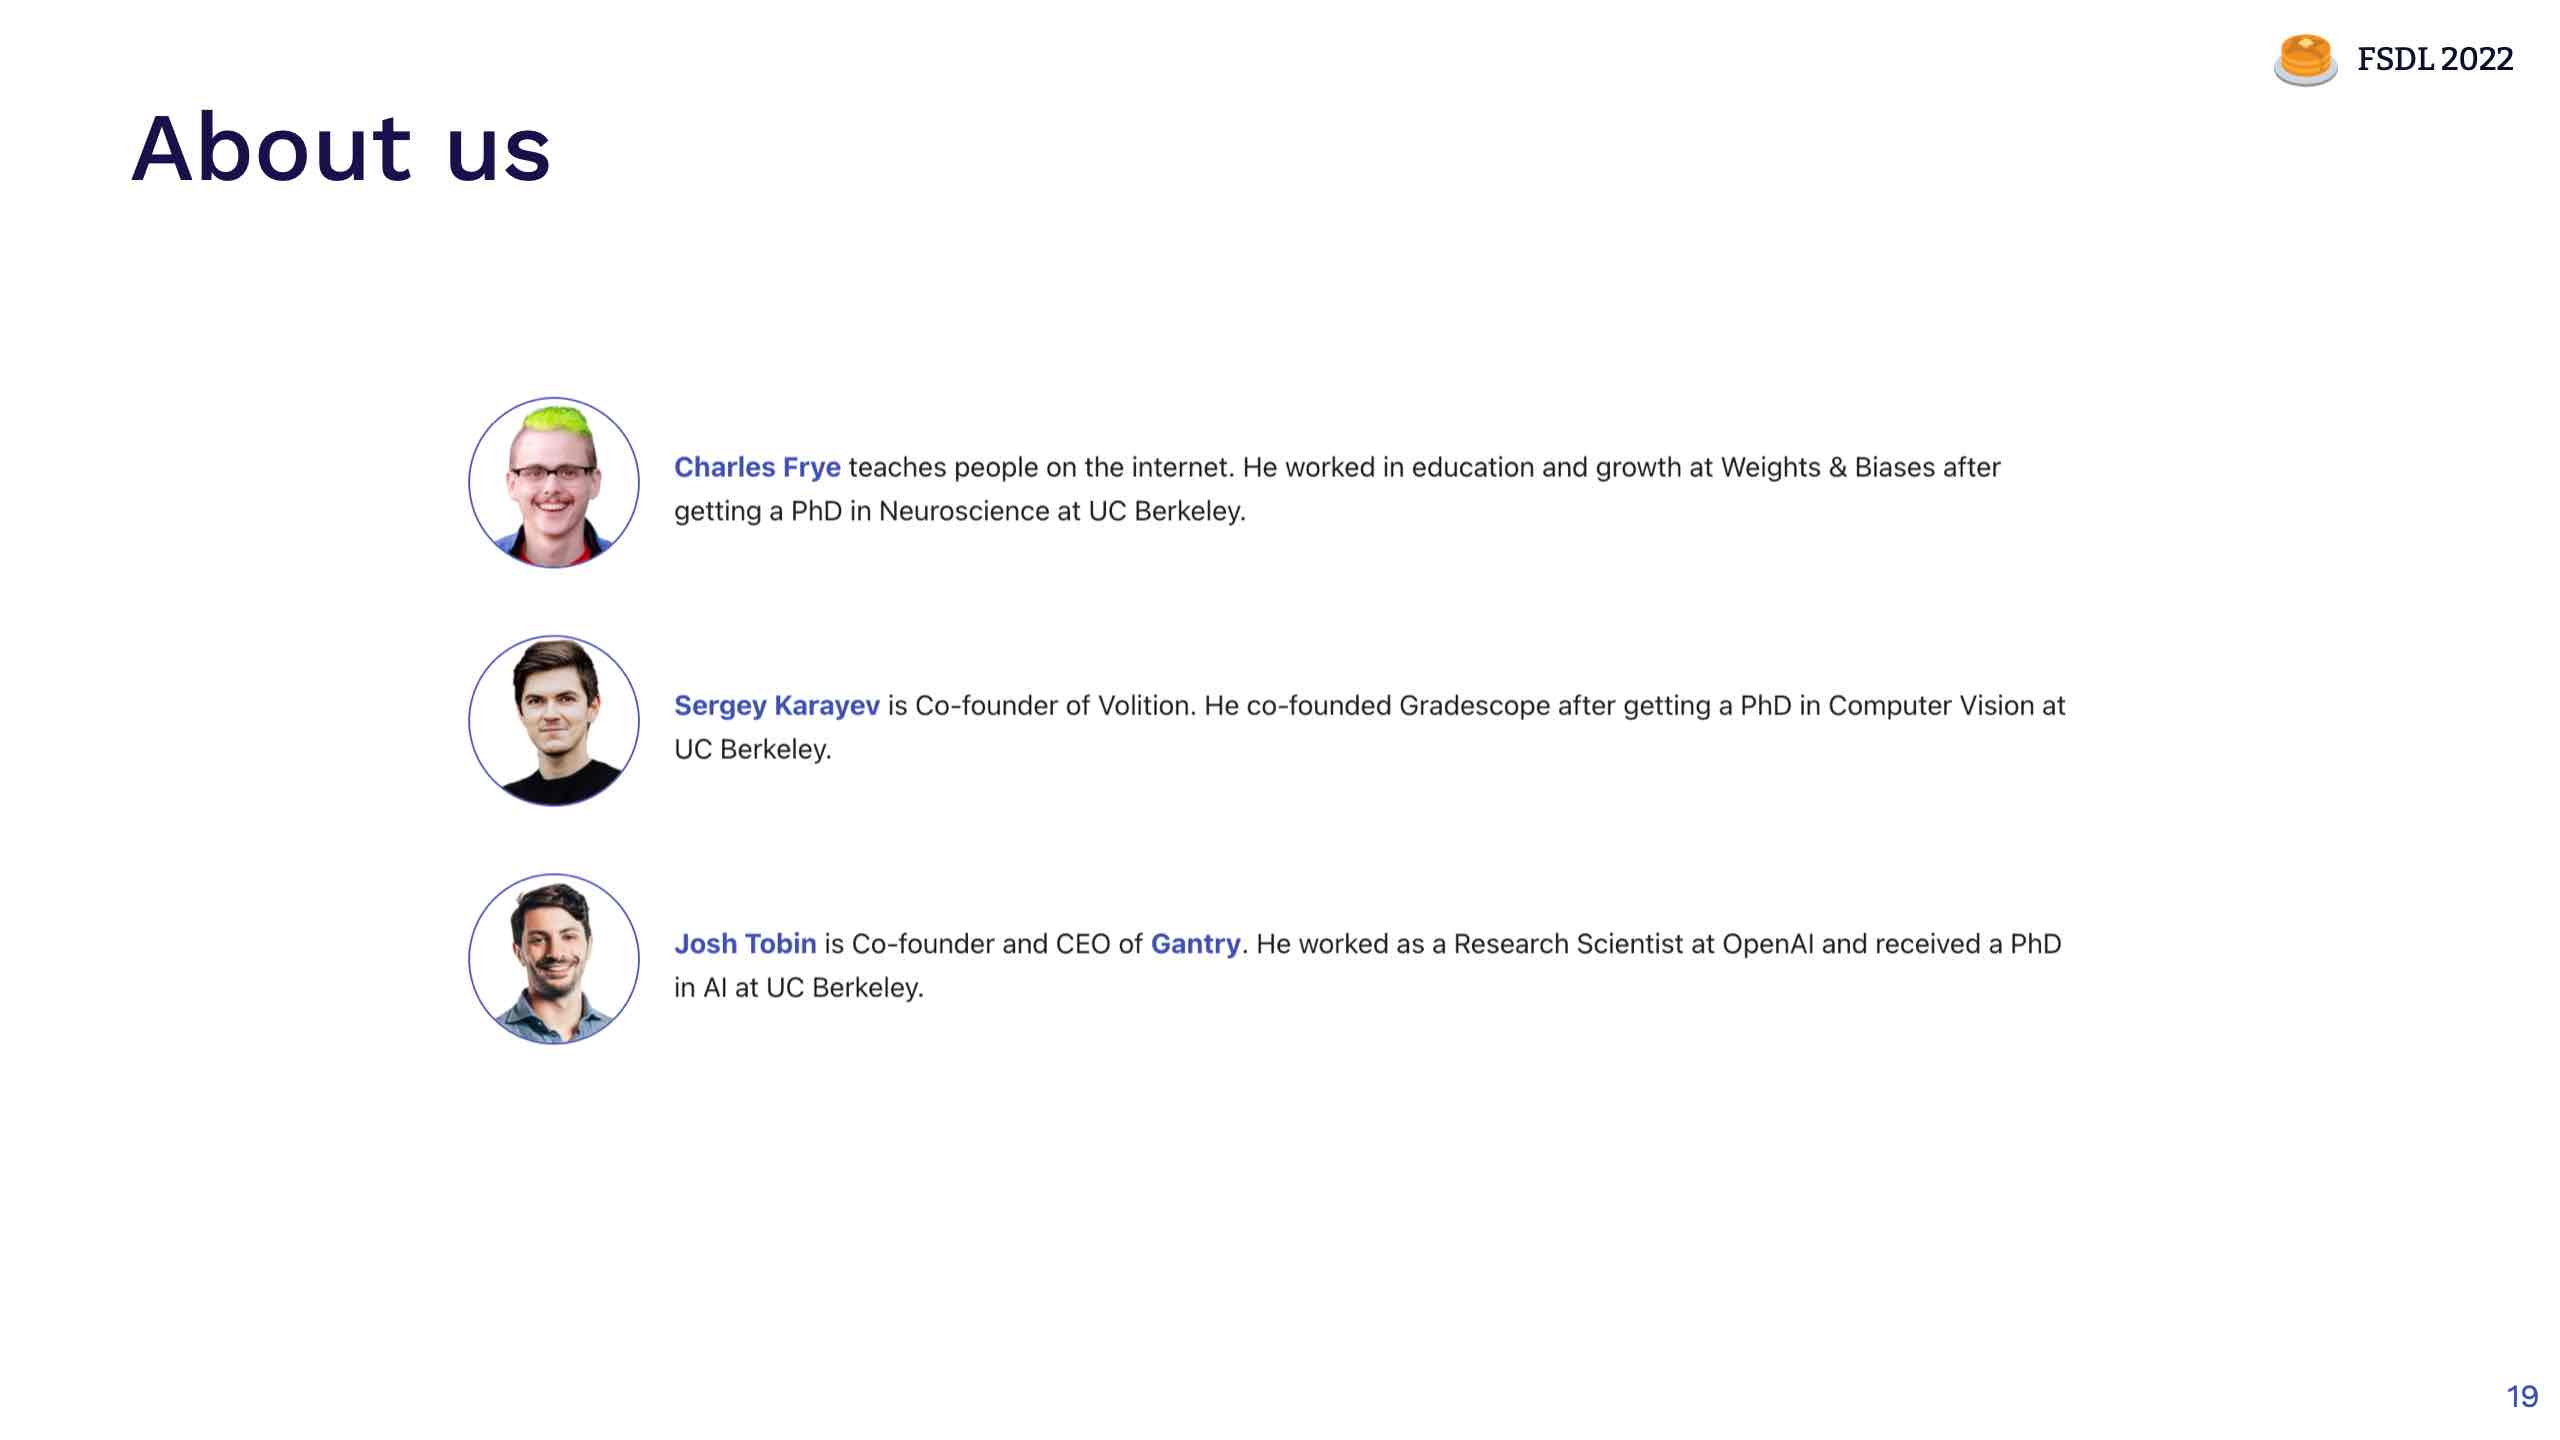 FSDL 2022
About us
Charles Frye teaches people on the internet. He worked in education and growth at Weights & Biases after
getting a PhD in Neuroscience at UC Berkeley.
Sergey Karayev is Co-founder of Volition. He co-founded Gradescope after getting a PhD in Computer Vision at
UC Berkeley.
Josh Tobin is Co-founder and CEO of Gantry. He worked as a Research Scientist at OpenAI and received a PhD
in AI at UC Berkeley.
19